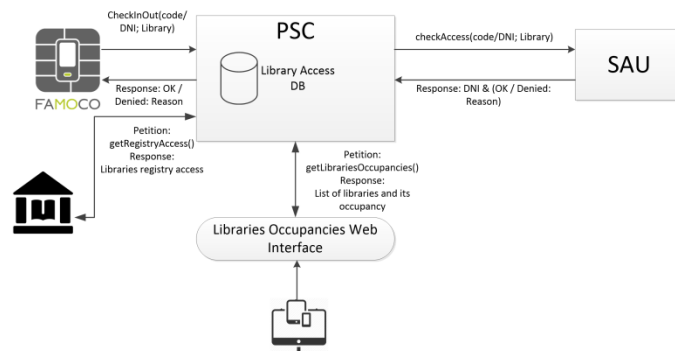 CheckInOut(code/
DNI; Library)
PSC
checkAccess(code/DNI; Library)
SAU
Library Access
DB
Response: OK /
Denied: Reason
Response: DNI & (OK / Denied:
Reason)
FAMOCO
Petition:
getRegistryAccess()
Response:
Libraries registry access
Petition:
getLibrariesOccupancies()
Response:
List of libraries and its
occupancy
Libraries Occupancies Web
Interface